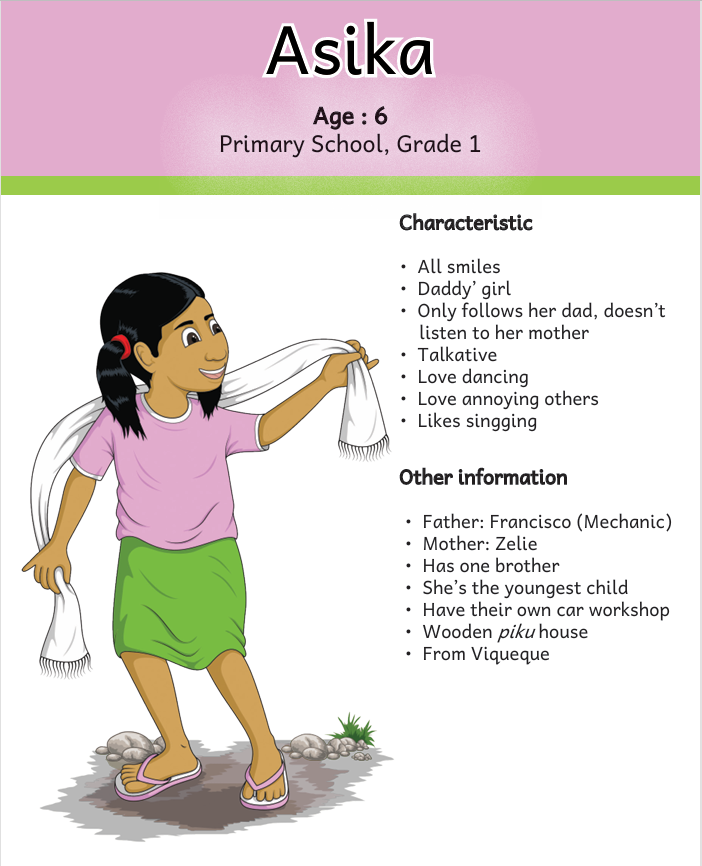 Asika
Age : 6
Primary School, Grade 1
Characteristic
• All smiles
• Daddy’ girl
• Only follows her dad, doesn’t
listen to her mother
• Talkative
• Love dancing
• Love annoying others
• Likes singging
Other information
• Father: Francisco (Mechanic)
• Mother: Zelie
• Has one brother
• She’s the youngest child
• Have their own car workshop
• Wooden piku house
• From Viqueque